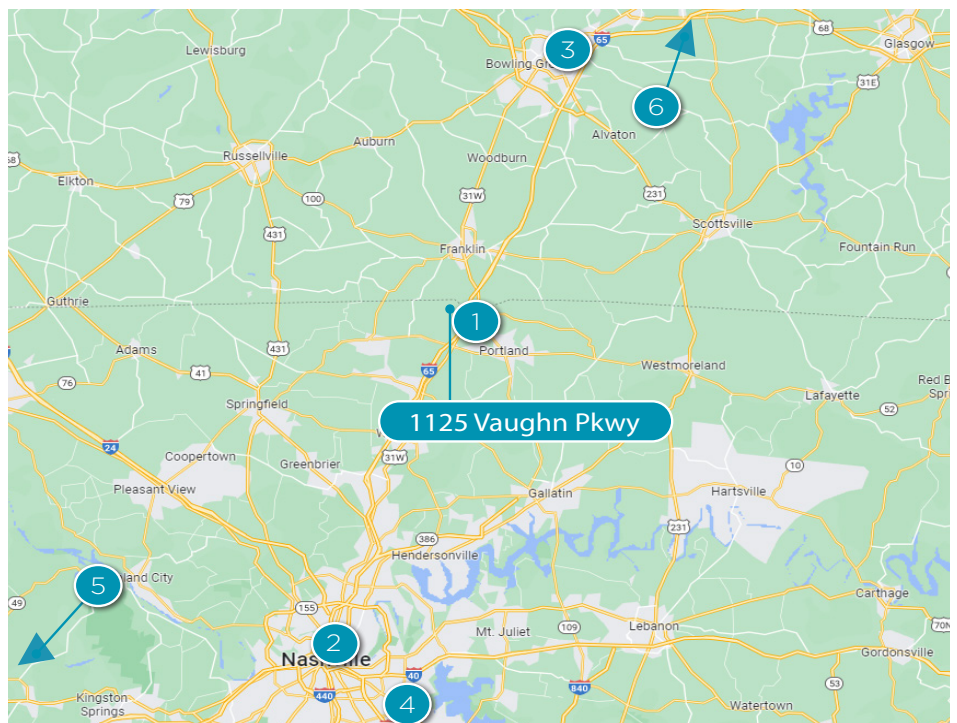 Lewisburg
3
65
68
Glasgow
Bowling
6
31E
Auburn
Alvaton
Russellville
Woodburn
68
Elkton
79
100
31W
231
431
Scottsville
Franklin
Fountain Run
Guthrie
1
Adams
431
Portland
65
Westmoreland
41
76
Lafayette
Springfield
52
1125 Vaughn Pkwy
24
31W
Coopertown
Greenbrier
10
Pleasant View
Gallatin
Hartsville
231
386
Hendersonville
5
City
49
155
Carthage
109
Lebanon
70N
2
Mt. Juliet
Gordonsville
Nashville
40
440
840
53
4
Kingston
Springs
Watertown